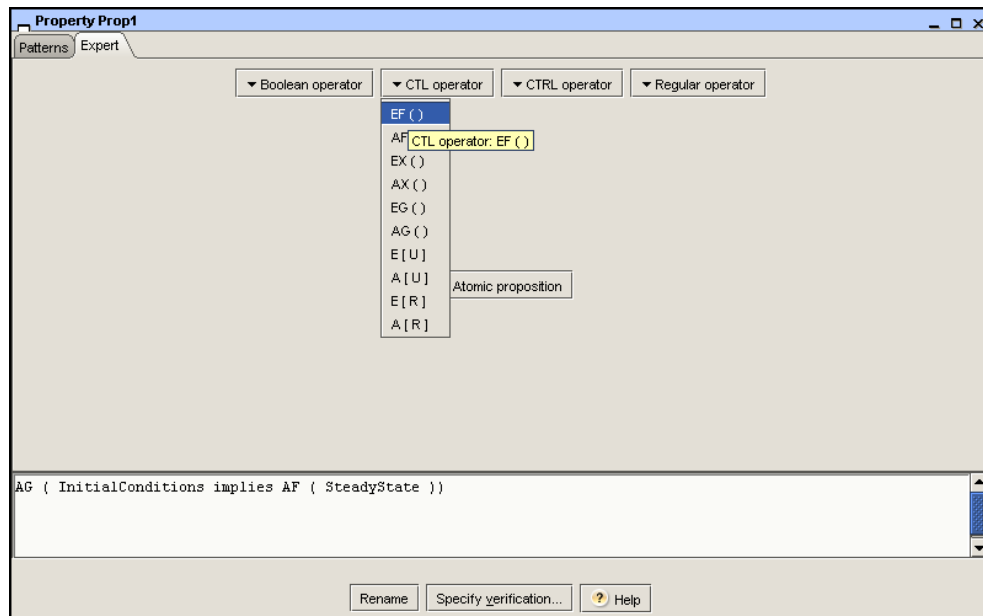 Property Prop1
Patterns Expert
Boolean operator CTL operator CTRL operator Regular operator
EF ( )
AF
CTL operator: EF ( )
EX ( )
AX ( )
EG ( )
AG ( )
E [ U ]
A [ U ]
Atomic proposition
E [ R ]
A [ R ]
AG ( InitialConditions implies AF ( SteadyState ))
Rename Specify verification... ? Help